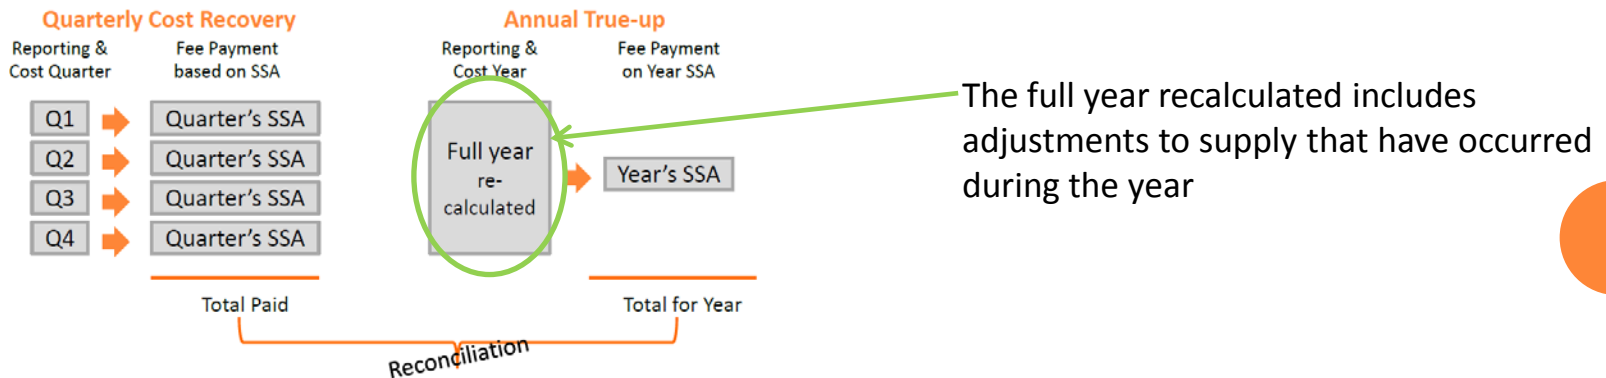 Quarterly Cost Recovery
Reporting &
Cost Quarter
Fee Payment
based on SSA
Q1
Quarter's SSA
Q2
Quarter's SSA
Q3
Quarter's SSA
Q4
Quarter's SSA
Total Paid
Annual True-up
Reporting &
Cost Year
Fee Payment
on Year SSA
Full year
re-
calculated
Year's SSA
Total for Year
Reconciliation
The full year recalculated includes
adjustments to supply that have occurred
during the year